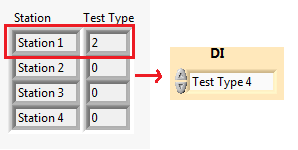 Station Test Type
Station 1 2
Station 2 0
Station 3 0
Station 4 0
DI
Test Type 4